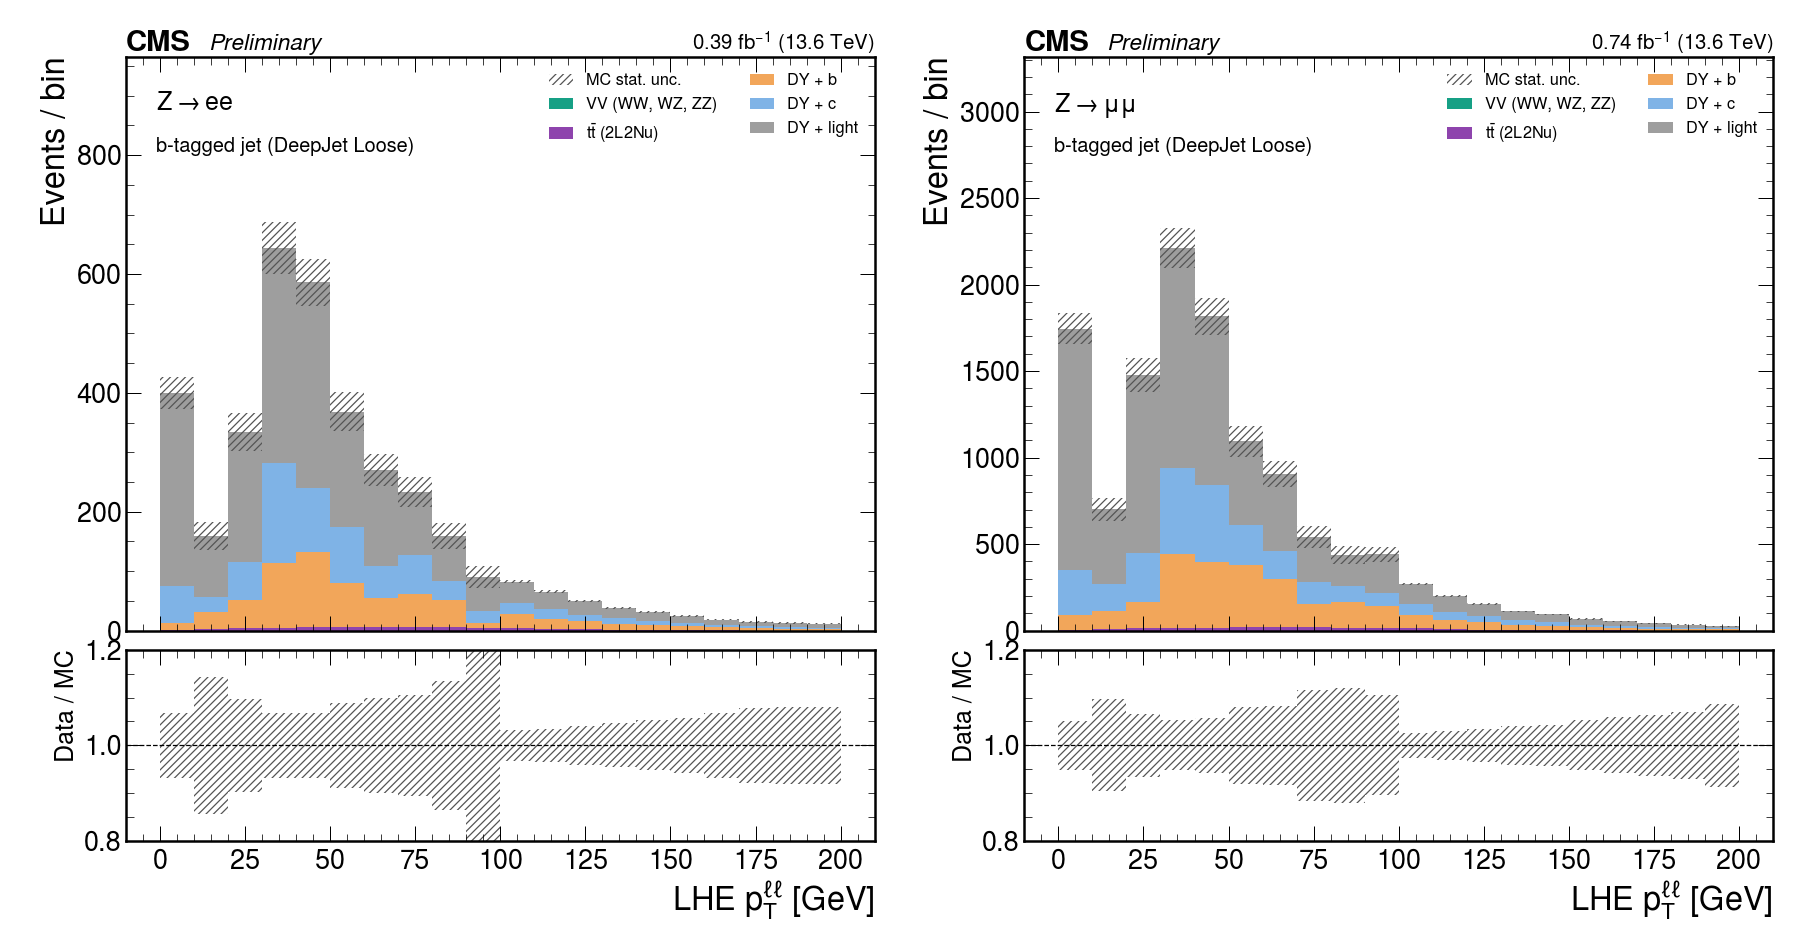 CMS Preliminary 0.39 fb⁻¹ (13.6 TeV)
Events / bin
Z → ee
b-tagged jet (DeepJet Loose)
MC stat. unc.
VV (WW, WZ, ZZ)
tt̄ (2L2Nu)
DY + b
DY + c
DY + light
800
600
400
200
0
Data / MC
1.2
1.0
0.8
0 25 50 75 100 125 150 175 200
LHE p_T^ℓℓ [GeV]
CMS Preliminary 0.74 fb⁻¹ (13.6 TeV)
Events / bin
Z → μμ
b-tagged jet (DeepJet Loose)
MC stat. unc.
VV (WW, WZ, ZZ)
tt̄ (2L2Nu)
DY + b
DY + c
DY + light
3000
2500
2000
1500
1000
500
0
Data / MC
1.2
1.0
0.8
0 25 50 75 100 125 150 175 200
LHE p_T^ℓℓ [GeV]